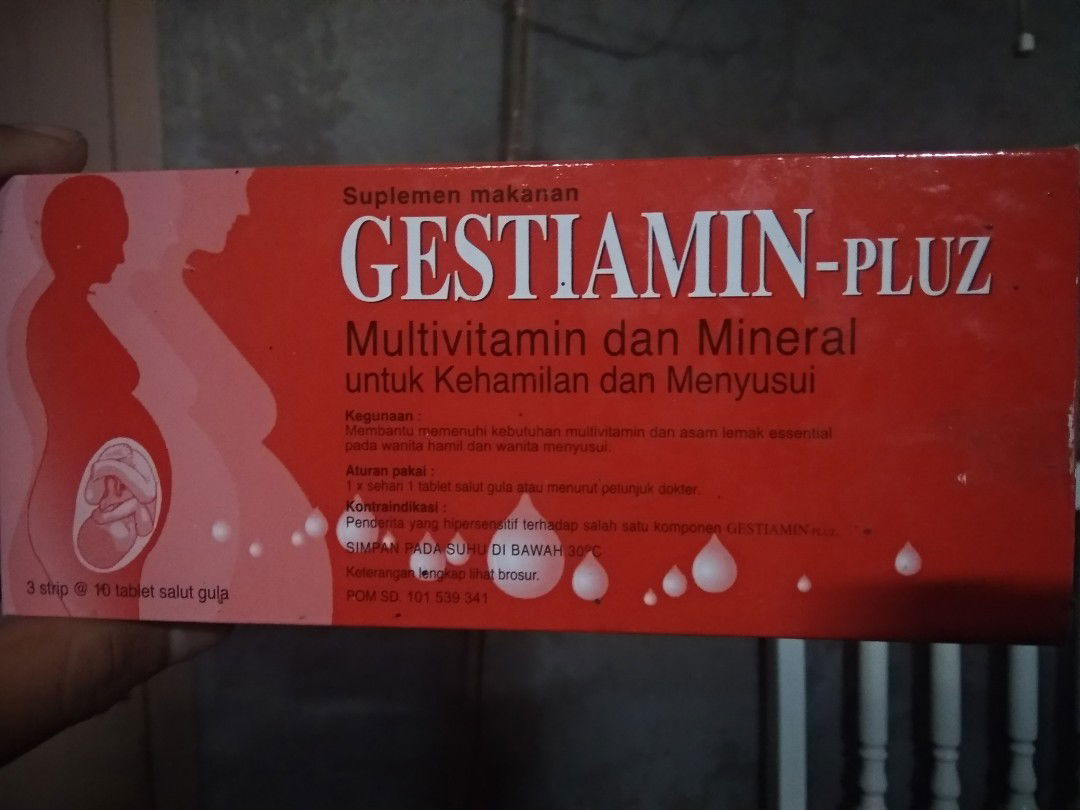 Suplemen makanan
GESTIAMIN-PLUZ
Multivitamin dan Mineral
untuk Kehamilan dan Menyusui
Kegunaan :
Membantu memenuhi kebutuhan multivitamin dan asam lemak essential
pada wanita hamil dan wanita menyusui.
Aturan pakai :
1 x sehari 1 tablet salut gula atau menurut petunjuk dokter.
Kontraindikasi :
Penderita yang hipersensitif terhadap salah satu komponen GESTIAMIN-PLUZ.
SIMPAN PADA SUHU DI BAWAH 30°C
Keterangan lengkap lihat brosur.
POM SD. 101 539 341
3 strip @ 10 tablet salut gula